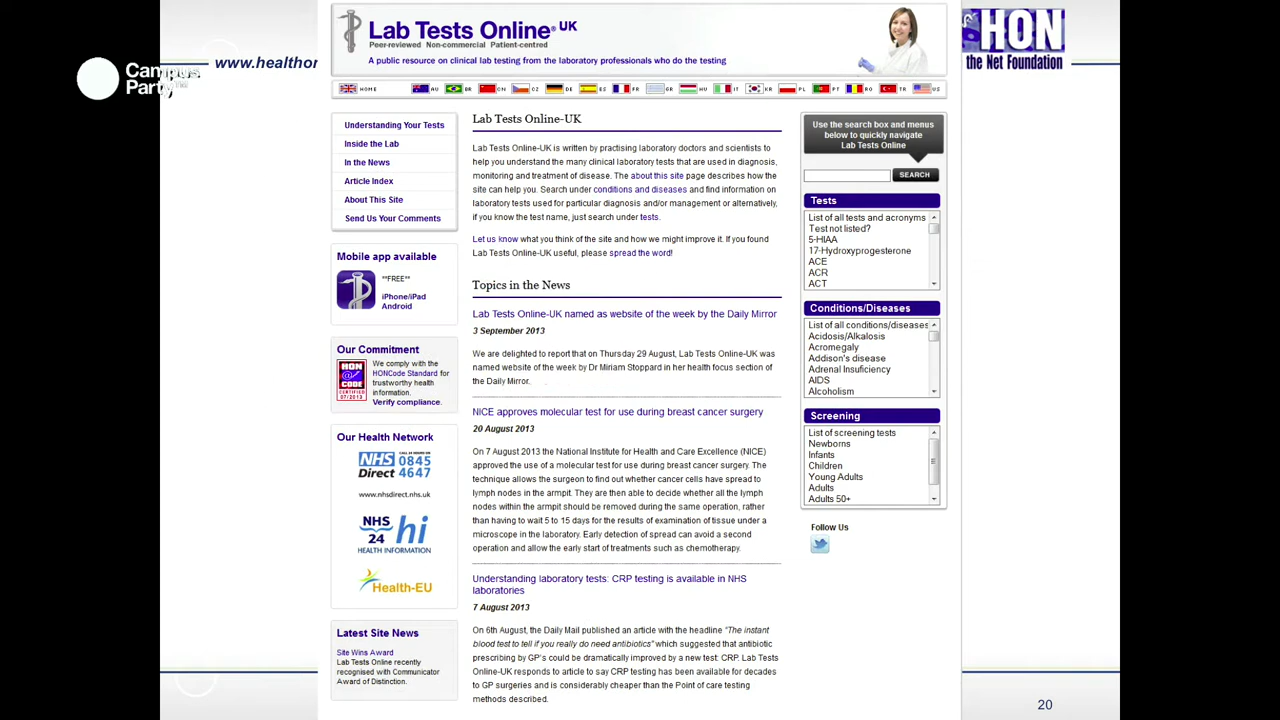 Lab Tests Online UK
Peer-reviewed Non-commercial Patient-centred
A public resource on clinical lab testing from the laboratory professionals who do the testing
www.healthor
HON
the Net Foundation
Campus
Party
HOME AU BR CN CZ DE ES FR GR HU IT KR PL PT RO TR US
Understanding Your Tests
Inside the Lab
In the News
Article Index
About This Site
Send Us Your Comments
Mobile app available
**FREE**
iPhone/iPad
Android
Our Commitment
HON
@
CODE
CERTIFIED
07/2013
We comply with the
HONCode Standard for
trustworthy health
information.
Verify compliance.
Our Health Network
NHS
Direct
0845
4647
www.nhsdirect.nhs.uk
NHS
24
hi
HEALTH INFORMATION
Health-EU
Latest Site News
Site Wins Award
Lab Tests Online recently
recognised with Communicator
Award of Distinction.
Lab Tests Online-UK
Lab Tests Online-UK is written by practising laboratory doctors and scientists to
help you understand the many clinical laboratory tests that are used in diagnosis,
monitoring and treatment of disease. The about this site page describes how the
site can help you. Search under conditions and diseases and find information on
laboratory tests used for particular diagnosis and/or management or alternatively,
if you know the test name, just search under tests.
Let us know what you think of the site and how we might improve it. If you found
Lab Tests Online-UK useful, please spread the word!
Topics in the News
Lab Tests Online-UK named as website of the week by the Daily Mirror
3 September 2013
We are delighted to report that on Thursday 29 August, Lab Tests Online-UK was
named website of the week by Dr Miriam Stoppard in her health focus section of
the Daily Mirror.
NICE approves molecular test for use during breast cancer surgery
20 August 2013
On 7 August 2013 the National Institute for Health and Care Excellence (NICE)
approved the use of a molecular test for use during breast cancer surgery. The
technique allows the surgeon to find out whether cancer cells have spread to
lymph nodes in the armpit. They are then able to decide whether all the lymph
nodes within the armpit should be removed during the same operation, rather
than having to wait 5 to 15 days for the results of examination of tissue under a
microscope in the laboratory. Early detection of spread can avoid a second
operation and allow the early start of treatments such as chemotherapy.
Understanding laboratory tests: CRP testing is available in NHS
laboratories
7 August 2013
On 6th August, the Daily Mail published an article with the headline "The instant
blood test to tell if you really do need antibiotics" which suggested that antibiotic
prescribing by GP's could be dramatically improved by a new test: CRP. Lab Tests
Online-UK responds to article to say CRP testing has been available for decades
to GP surgeries and is considerably cheaper than the Point of care testing
methods described.
Use the search box and menus
below to quickly navigate
Lab Tests Online
SEARCH
Tests
List of all tests and acronyms
Test not listed?
5-HIAA
17-Hydroxyprogesterone
ACE
ACR
ACT
Conditions/Diseases
List of all conditions/diseases
Acidosis/Alkalosis
Acromegaly
Addison's disease
Adrenal Insuficiency
AIDS
Alcoholism
Screening
List of screening tests
Newborns
Infants
Children
Young Adults
Adults
Adults 50+
Follow Us
20